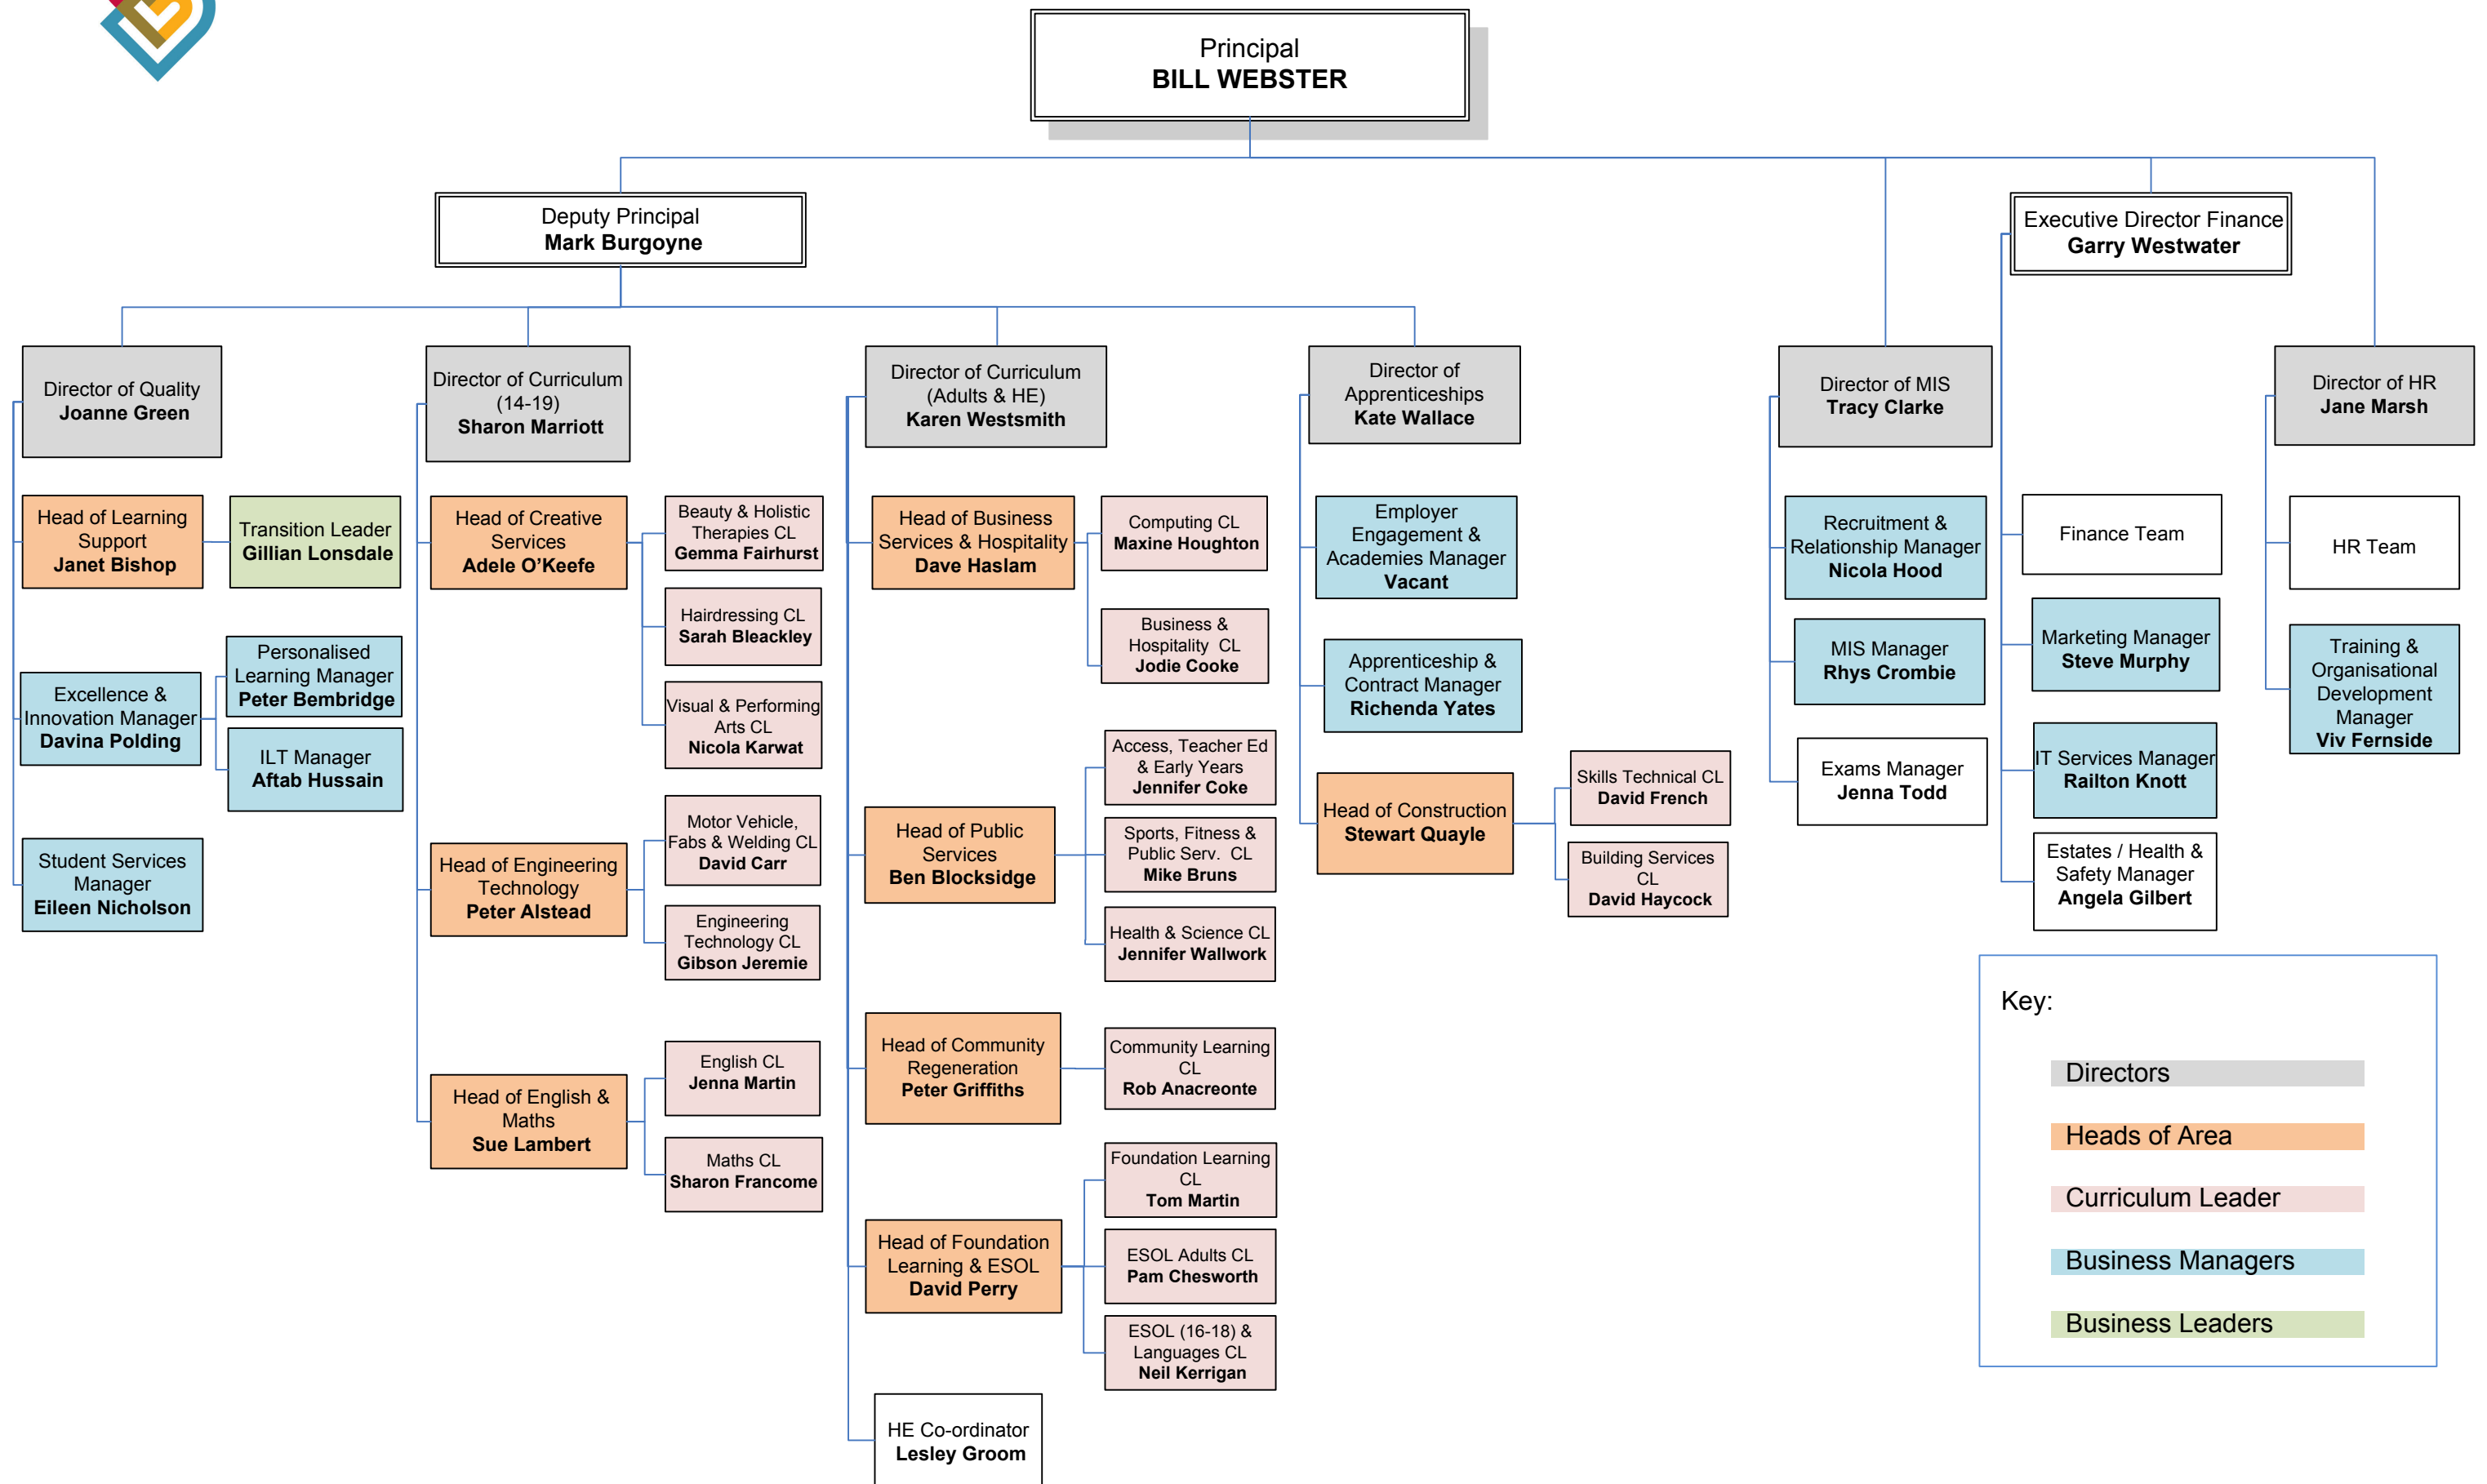 Principal
BILL WEBSTER
Deputy Principal
Mark Burgoyne
Executive Director Finance
Garry Westwater
Director of Quality
Joanne Green
Director of Curriculum
(14-19)
Sharon Marriott
Director of Curriculum
(Adults & HE)
Karen Westsmith
Director of
Apprenticeships
Kate Wallace
Director of MIS
Tracy Clarke
Director of HR
Jane Marsh
Head of Learning
Support
Janet Bishop
Transition Leader
Gillian Lonsdale
Excellence &
Innovation Manager
Davina Polding
Personalised
Learning Manager
Peter Bembridge
ILT Manager
Aftab Hussain
Student Services
Manager
Eileen Nicholson
Head of Creative
Services
Adele O'Keefe
Beauty & Holistic
Therapies CL
Gemma Fairhurst
Hairdressing CL
Sarah Bleackley
Visual & Performing
Arts CL
Nicola Karwat
Head of Engineering
Technology
Peter Alstead
Motor Vehicle,
Fabs & Welding CL
David Carr
Engineering
Technology CL
Gibson Jeremie
Head of English &
Maths
Sue Lambert
English CL
Jenna Martin
Maths CL
Sharon Francome
Head of Business
Services & Hospitality
Dave Haslam
Computing CL
Maxine Houghton
Business &
Hospitality CL
Jodie Cooke
Head of Public
Services
Ben Blocksidge
Access, Teacher Ed
& Early Years
Jennifer Coke
Sports, Fitness &
Public Serv. CL
Mike Bruns
Health & Science CL
Jennifer Wallwork
Head of Community
Regeneration
Peter Griffiths
Community Learning
CL
Rob Anacreonte
Head of Foundation
Learning & ESOL
David Perry
Foundation Learning
CL
Tom Martin
ESOL Adults CL
Pam Chesworth
ESOL (16-18) &
Languages CL
Neil Kerrigan
HE Co-ordinator
Lesley Groom
Employer
Engagement &
Academies Manager
Vacant
Apprenticeship &
Contract Manager
Richenda Yates
Head of Construction
Stewart Quayle
Skills Technical CL
David French
Building Services
CL
David Haycock
Recruitment &
Relationship Manager
Nicola Hood
MIS Manager
Rhys Crombie
Exams Manager
Jenna Todd
Finance Team
Marketing Manager
Steve Murphy
IT Services Manager
Railton Knott
Estates / Health &
Safety Manager
Angela Gilbert
HR Team
Training &
Organisational
Development
Manager
Viv Fernside
Key:
Directors
Heads of Area
Curriculum Leader
Business Managers
Business Leaders